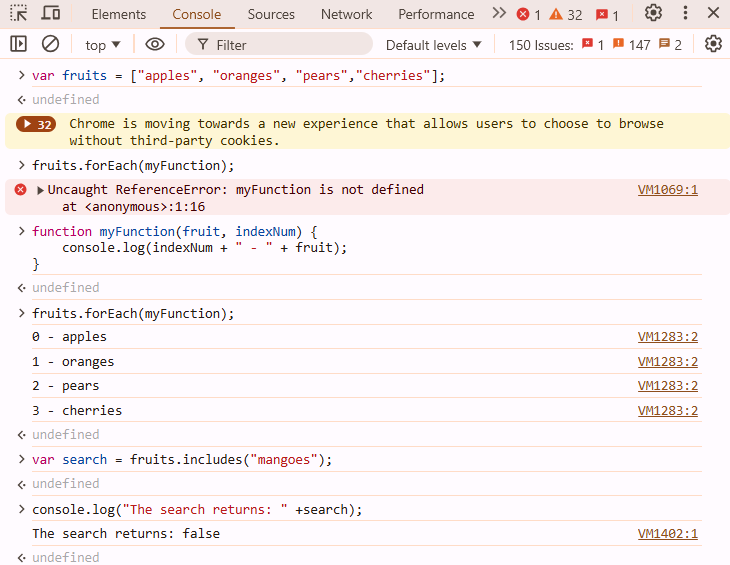 Elements Console Sources Network Performance 1 32 1
top Filter Default levels 150 Issues: 1 147 2
var fruits = ["apples", "oranges", "pears","cherries"];
undefined
32 Chrome is moving towards a new experience that allows users to choose to browse
without third-party cookies.
fruits.forEach(myFunction);
Uncaught ReferenceError: myFunction is not defined VM1069:1
at <anonymous>:1:16
function myFunction(fruit, indexNum) {
console.log(indexNum + " - " + fruit);
}
undefined
fruits.forEach(myFunction);
0 - apples VM1283:2
1 - oranges VM1283:2
2 - pears VM1283:2
3 - cherries VM1283:2
undefined
var search = fruits.includes("mangoes");
undefined
console.log("The search returns: " +search);
The search returns: false VM1402:1
undefined